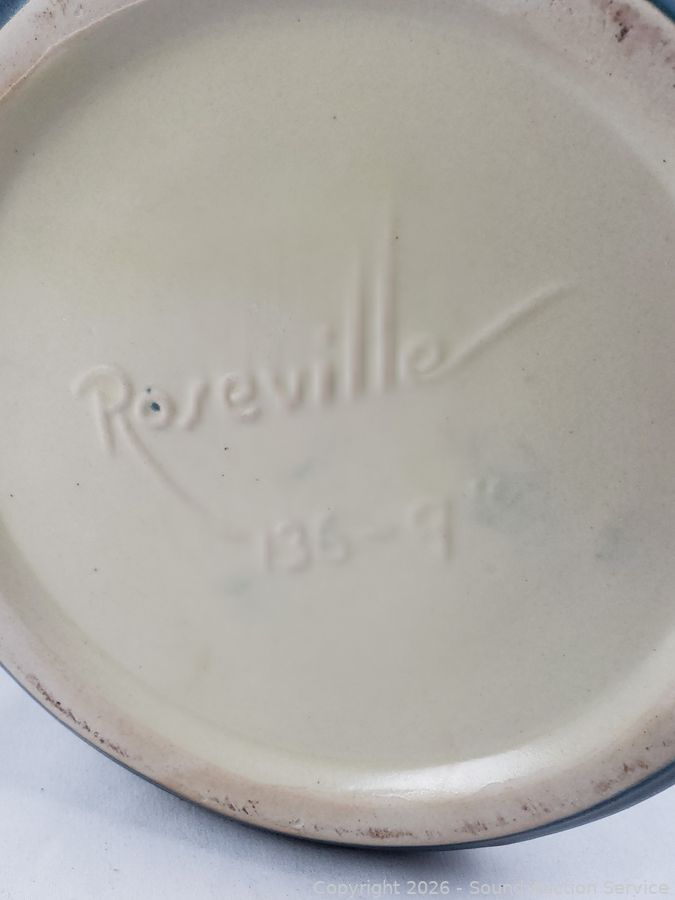 Roseville
136-9"
Copyright 2026 - Sound Auction Service